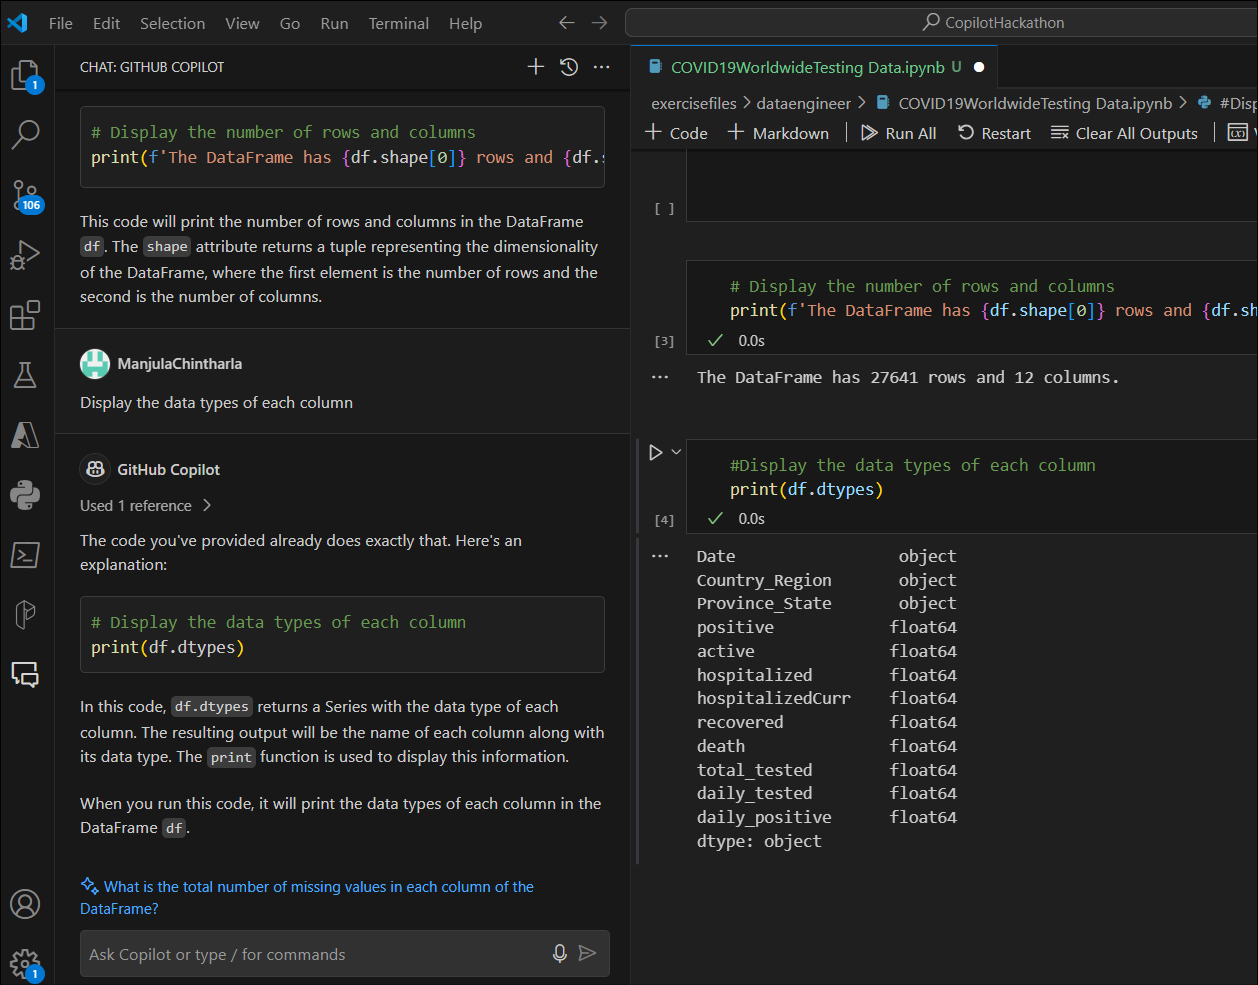 File Edit Selection View Go Run Terminal Help
CopilotHackathon
1
106
1
CHAT: GITHUB COPILOT
# Display the number of rows and columns
print(f'The DataFrame has {df.shape[0]} rows and {df.s
This code will print the number of rows and columns in the DataFrame
df. The shape attribute returns a tuple representing the dimensionality
of the DataFrame, where the first element is the number of rows and the
second is the number of columns.
ManjulaChintharla
Display the data types of each column
GitHub Copilot
Used 1 reference
The code you've provided already does exactly that. Here's an
explanation:
# Display the data types of each column
print(df.dtypes)
In this code, df.dtypes returns a Series with the data type of each
column. The resulting output will be the name of each column along with
its data type. The print function is used to display this information.
When you run this code, it will print the data types of each column in the
DataFrame df.
What is the total number of missing values in each column of the
DataFrame?
Ask Copilot or type / for commands
COVID19WorldwideTesting Data.ipynb U
exercisefiles > dataengineer > COVID19WorldwideTesting Data.ipynb > #Disp
+ Code + Markdown Run All Restart Clear All Outputs
[ ]
# Display the number of rows and columns
print(f'The DataFrame has {df.shape[0]} rows and {df.sh
[3] ✓ 0.0s
... The DataFrame has 27641 rows and 12 columns.
#Display the data types of each column
print(df.dtypes)
[4] ✓ 0.0s
... Date object
Country_Region object
Province_State object
positive float64
active float64
hospitalized float64
hospitalizedCurr float64
recovered float64
death float64
total_tested float64
daily_tested float64
daily_positive float64
dtype: object